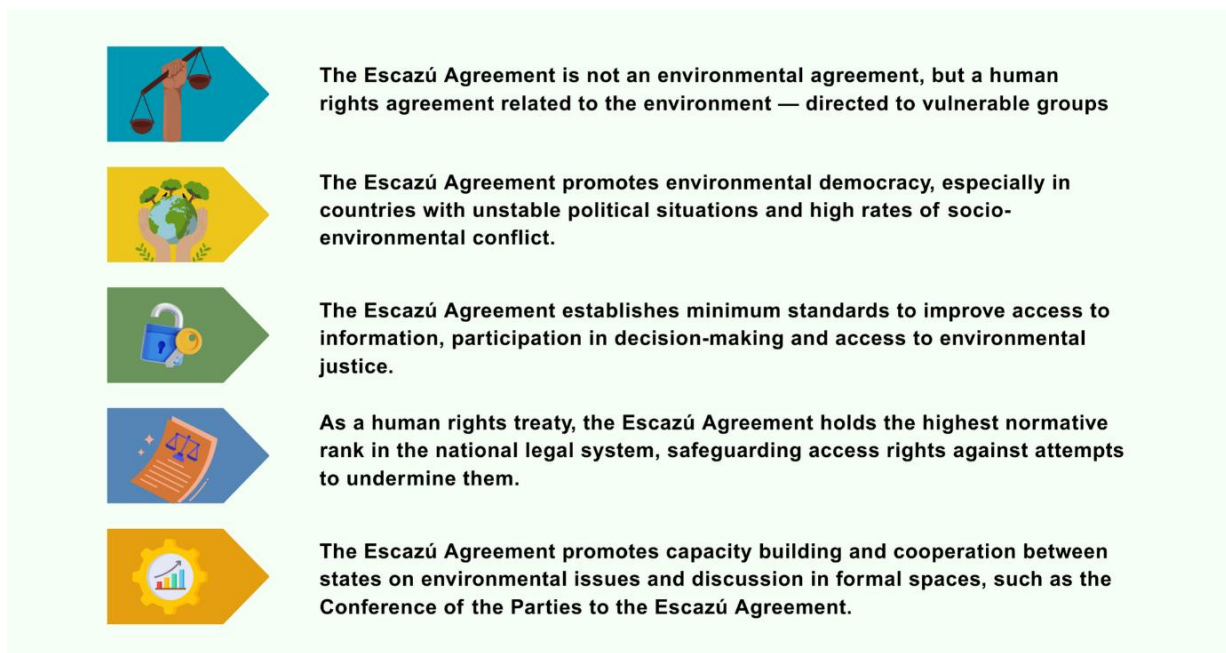 The Escazú Agreement is not an environmental agreement, but a human
rights agreement related to the environment — directed to vulnerable groups
The Escazú Agreement promotes environmental democracy, especially in
countries with unstable political situations and high rates of socio-
environmental conflict.
The Escazú Agreement establishes minimum standards to improve access to
information, participation in decision-making and access to environmental
justice.
As a human rights treaty, the Escazú Agreement holds the highest normative
rank in the national legal system, safeguarding access rights against attempts
to undermine them.
The Escazú Agreement promotes capacity building and cooperation between
states on environmental issues and discussion in formal spaces, such as the
Conference of the Parties to the Escazú Agreement.